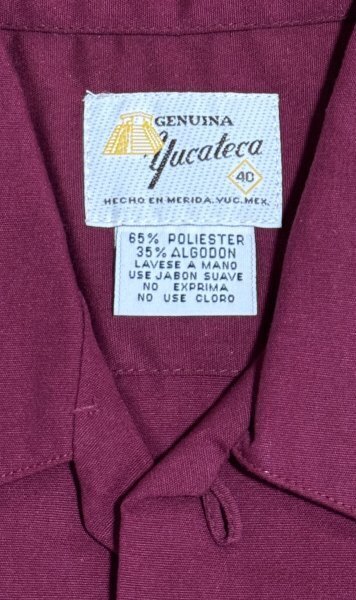 GENUINA
Yucateca
40
HECHO EN MERIDA, YUC. MEX.
65% POLIESTER
35% ALGODON
LAVESE A MANO
USE JABON SUAVE
NO EXPRIMA
NO USE CLORO